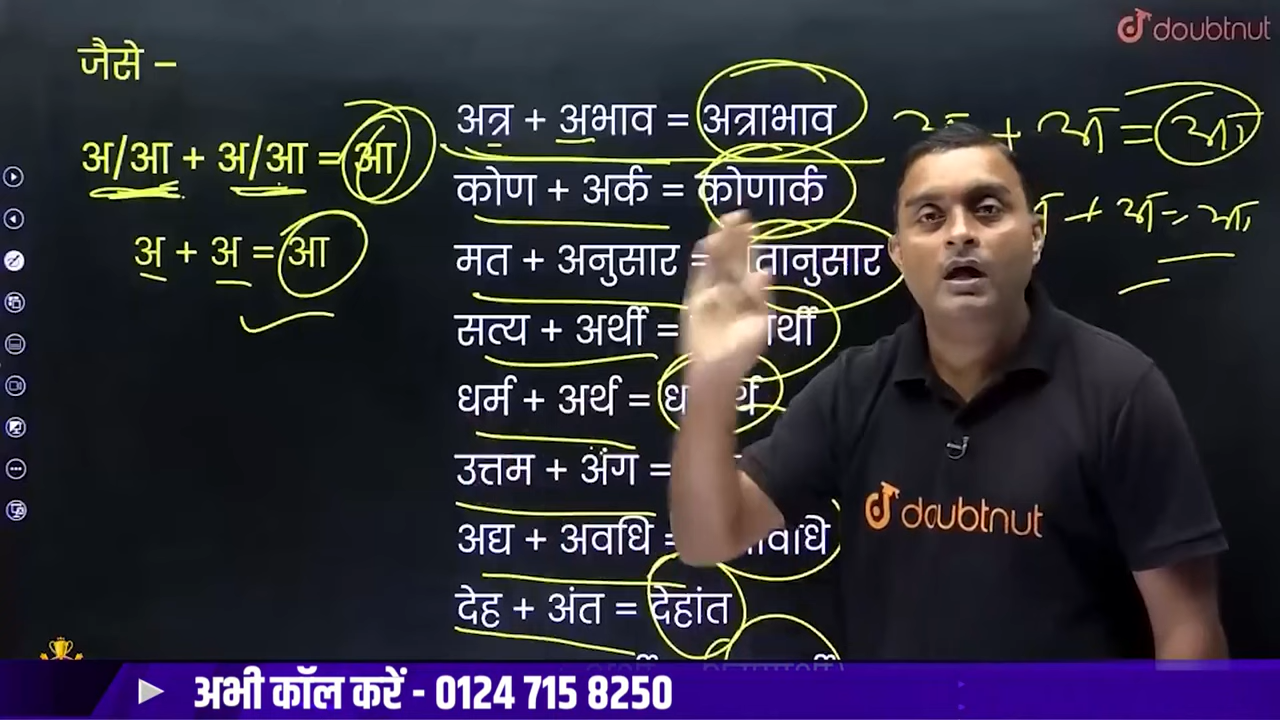 doubtnut
जैसे –
अ/आ + अ/आ = आ
अ + अ = आ
अत्र + अभाव = अत्राभाव
कोण + अर्क = कोणार्क
मत + अनुसार =
सत्य + अर्थी =
धर्म + अर्थ =
उत्तम + अंग =
अद्य + अवधि =
देह + अंत = देहांत
+ अ = आ
+ अ = आ
doubtnut
अभी कॉल करें - 0124 715 8250